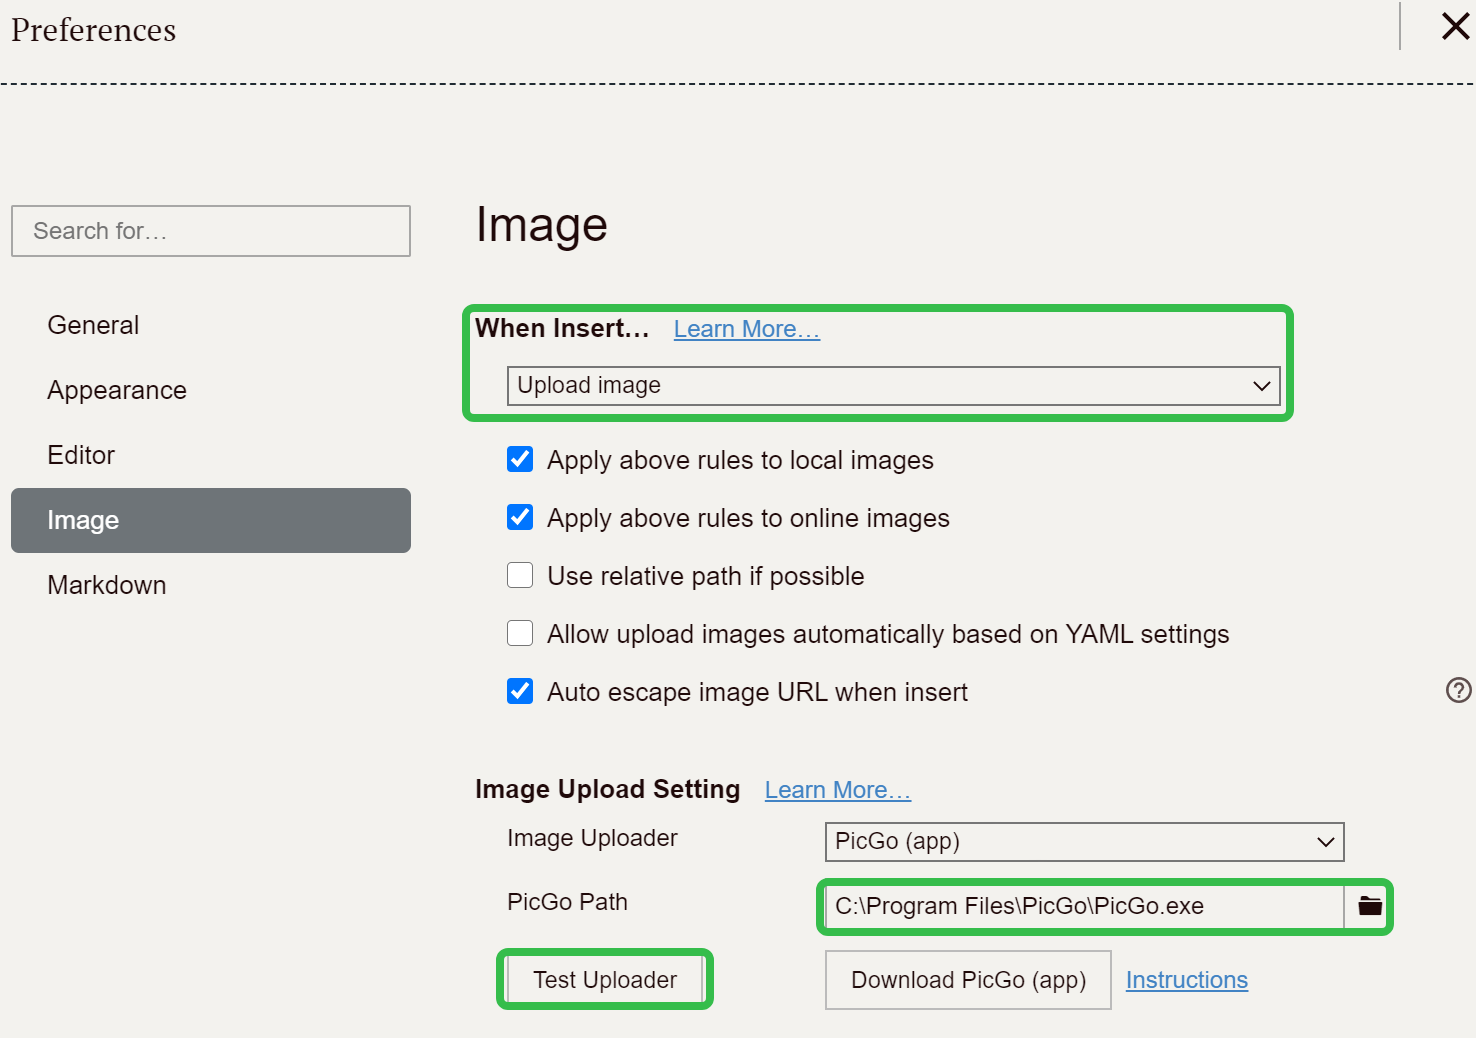 Preferences
Search for…
General
Appearance
Editor
Image
Markdown
Image
When Insert… Learn More…
Upload image
Apply above rules to local images
Apply above rules to online images
Use relative path if possible
Allow upload images automatically based on YAML settings
Auto escape image URL when insert
Image Upload Setting Learn More…
Image Uploader PicGo (app)
PicGo Path C:\Program Files\PicGo\PicGo.exe
Test Uploader Download PicGo (app) Instructions